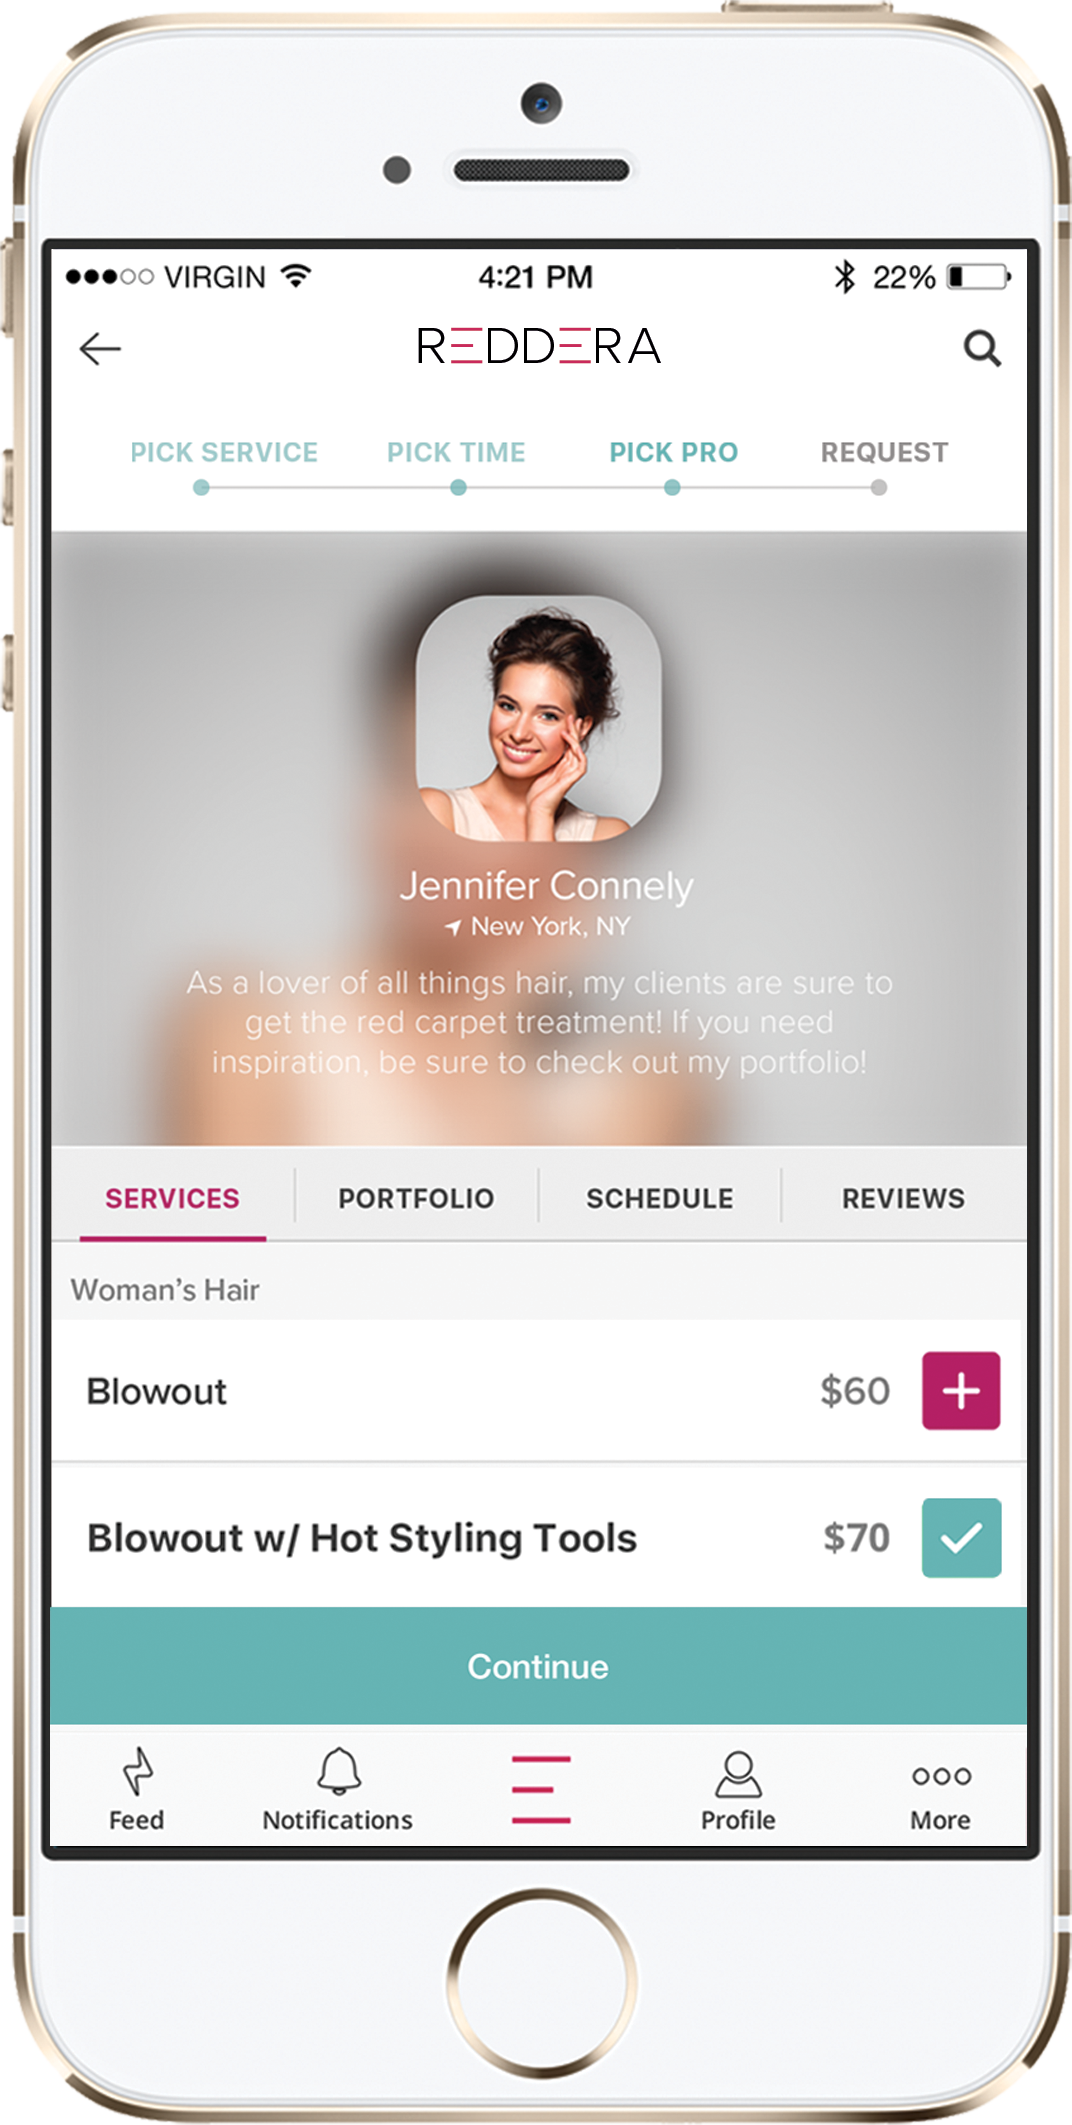 VIRGIN 4:21 PM 22%
REDDERA
PICK SERVICE PICK TIME PICK PRO REQUEST
Jennifer Connely
New York, NY
As a lover of all things hair, my clients are sure to
get the red carpet treatment! If you need
inspiration, be sure to check out my portfolio!
SERVICES PORTFOLIO SCHEDULE REVIEWS
Woman’s Hair
Blowout $60
Blowout w/ Hot Styling Tools $70
Continue
Feed Notifications Profile More